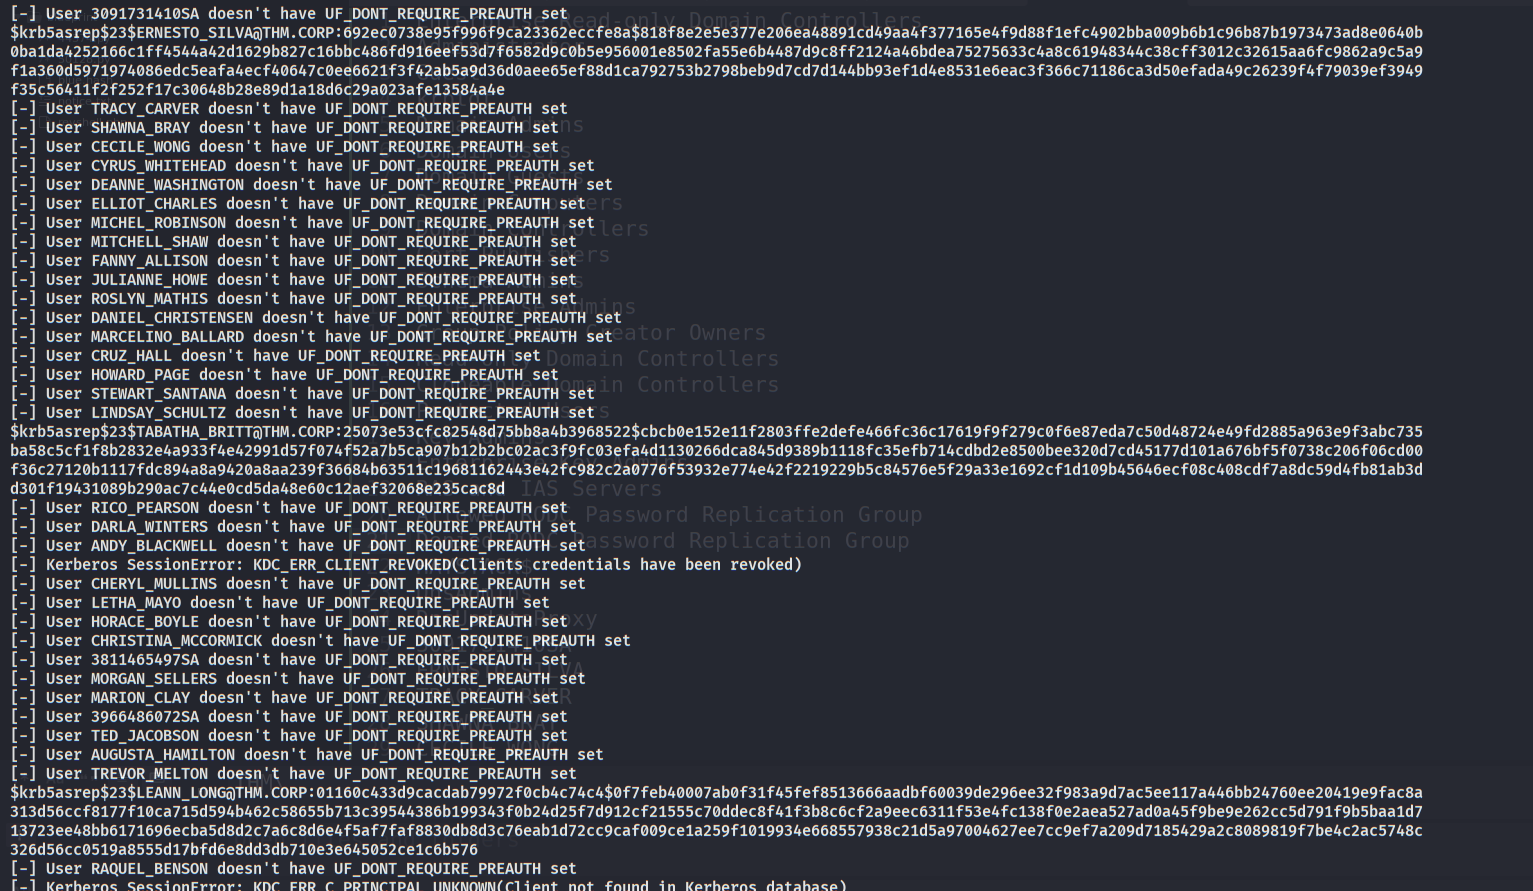 [-] User 3091731410SA doesn't have UF_DONT_REQUIRE_PREAUTH set
$krb5asrep$23$ERNESTO_SILVA@THM.CORP:692ec0738e95f996f9ca23362eccfe8a$818f8e2e5e377e206ea48891cd49aa4f377165e4f9d88f1efc4902bba009b6b1c96b87b1973473ad8e0640b
0ba1da4252166c1ff4544a42d1629b827c16bbc486fd916eef53d7f6582d9c0b5e956001e8502fa55e6b4487d9c8ff2124a46bdea75275633c4a8c61948344c38cff3012c32615aa6fc9862a9c5a9
f1a360d5971974086edc5eafa4ecf40647c0ee6621f3f42ab5a9d36d0aee65ef88d1ca792753b2798beb9d7cd7d144bb93ef1d4e8531e6eac3f366c71186ca3d50efada49c26239f4f79039ef3949
f35c56411f2f252f17c30648b28e89d1a18d6c29a023afe13584a4e
[-] User TRACY_CARVER doesn't have UF_DONT_REQUIRE_PREAUTH set
[-] User SHAWNA_BRAY doesn't have UF_DONT_REQUIRE_PREAUTH set
[-] User CECILE_WONG doesn't have UF_DONT_REQUIRE_PREAUTH set
[-] User CYRUS_WHITEHEAD doesn't have UF_DONT_REQUIRE_PREAUTH set
[-] User DEANNE_WASHINGTON doesn't have UF_DONT_REQUIRE_PREAUTH set
[-] User ELLIOT_CHARLES doesn't have UF_DONT_REQUIRE_PREAUTH set
[-] User MICHEL_ROBINSON doesn't have UF_DONT_REQUIRE_PREAUTH set
[-] User MITCHELL_SHAW doesn't have UF_DONT_REQUIRE_PREAUTH set
[-] User FANNY_ALLISON doesn't have UF_DONT_REQUIRE_PREAUTH set
[-] User JULIANNE_HOWE doesn't have UF_DONT_REQUIRE_PREAUTH set
[-] User ROSLYN_MATHIS doesn't have UF_DONT_REQUIRE_PREAUTH set
[-] User DANIEL_CHRISTENSEN doesn't have UF_DONT_REQUIRE_PREAUTH set
[-] User MARCELINO_BALLARD doesn't have UF_DONT_REQUIRE_PREAUTH set
[-] User CRUZ_HALL doesn't have UF_DONT_REQUIRE_PREAUTH set
[-] User HOWARD_PAGE doesn't have UF_DONT_REQUIRE_PREAUTH set
[-] User STEWART_SANTANA doesn't have UF_DONT_REQUIRE_PREAUTH set
[-] User LINDSAY_SCHULTZ doesn't have UF_DONT_REQUIRE_PREAUTH set
$krb5asrep$23$TABATHA_BRITT@THM.CORP:25073e53cfc82548d75bb8a4b3968522$cbcb0e152e11f2803ffe2defe466fc36c17619f9f279c0f6e87eda7c50d48724e49fd2885a963e9f3abc735
ba58c5cf1f8b2832e4a933f4e42991d57f074f52a7b5ca907b12b2bce9ac3f9fc03efa4d1130266dca845d9389b1118fc35efb714cdbd2e8500bee320d7cd45177d101a676bf5f0738c206f06cd00
f36c27120b1117fdc894a8a9420a8aa239f36684b63511c19681162443e42fc982c2a0776f53932e774e42f2219229b5c84576e5f29a33e1692cf1d109b45646ecf08c408cdf7a8dc59d4fb81ab3d
d301f19431089b290ac7c44e0cd5da48e60c12aef32068e235cac8d
[-] User RICO_PEARSON doesn't have UF_DONT_REQUIRE_PREAUTH set
[-] User DARLA_WINTERS doesn't have UF_DONT_REQUIRE_PREAUTH set
[-] User ANDY_BLACKWELL doesn't have UF_DONT_REQUIRE_PREAUTH set
[-] Kerberos SessionError: KDC_ERR_CLIENT_REVOKED(Clients credentials have been revoked)
[-] User CHERYL_MULLINS doesn't have UF_DONT_REQUIRE_PREAUTH set
[-] User LETHA_MAYO doesn't have UF_DONT_REQUIRE_PREAUTH set
[-] User HORACE_BOYLE doesn't have UF_DONT_REQUIRE_PREAUTH set
[-] User CHRISTINA_MCCORMICK doesn't have UF_DONT_REQUIRE_PREAUTH set
[-] User 3811465497SA doesn't have UF_DONT_REQUIRE_PREAUTH set
[-] User MORGAN_SELLERS doesn't have UF_DONT_REQUIRE_PREAUTH set
[-] User MARION_CLAY doesn't have UF_DONT_REQUIRE_PREAUTH set
[-] User 3966486072SA doesn't have UF_DONT_REQUIRE_PREAUTH set
[-] User TED_JACOBSON doesn't have UF_DONT_REQUIRE_PREAUTH set
[-] User AUGUSTA_HAMILTON doesn't have UF_DONT_REQUIRE_PREAUTH set
[-] User TREVOR_MELTON doesn't have UF_DONT_REQUIRE_PREAUTH set
$krb5asrep$23$LEANN_LONG@THM.CORP:01160c433d9cacdab79972f0cb4c74c4$0f7feb40007ab0f31f45fef8513666aadbf60039de296ee32f983a9d7ac5ee117a446bb24760ee20419e9fac8a
313d56ccf8177f10ca715d594b462c58655b713c39544386b199343f0b24d25f7d912cf21555c70ddec8f41f3b8c6cf2a9eec6311f53e4fc138f0e2aea527ad0a45f9be9e262cc5d791f9b5baa1d7
13723ee48bb6171696ecba5d8d2c7a6c8d6e4f5af7faf8830db8d3c76eab1d72cc9caf009ce1a259f1019934e668557938c21d5a97004627ee7cc9ef7a209d7185429a2c8089819f7be4c2ac5748c
326d56cc0519a8555d17bfd6e8dd3db710e3e645052ce1c6b576
[-] User RAQUEL_BENSON doesn't have UF_DONT_REQUIRE_PREAUTH set
[-] Kerberos SessionError: KDC_ERR_C_PRINCIPAL_UNKNOWN(Client not found in Kerberos database)